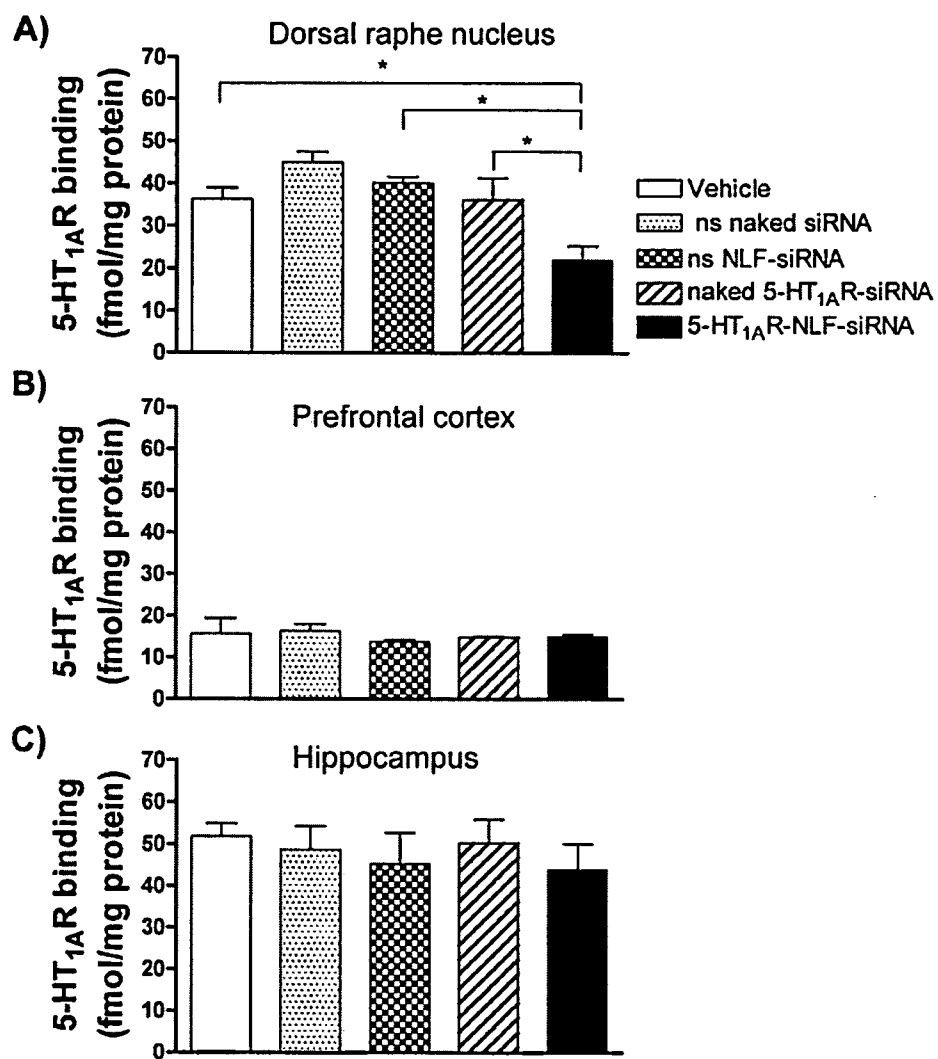 A)
Dorsal raphe nucleus
5-HT1AR binding
(fmol/mg protein)
70
60
50
40
30
20
10
0
*
*
*
Vehicle
ns naked siRNA
ns NLF-siRNA
naked 5-HT1AR-siRNA
5-HT1AR-NLF-siRNA
B)
Prefrontal cortex
5-HT1AR binding
(fmol/mg protein)
70
60
50
40
30
20
10
0
C)
Hippocampus
5-HT1AR binding
(fmol/mg protein)
70
60
50
40
30
20
10
0